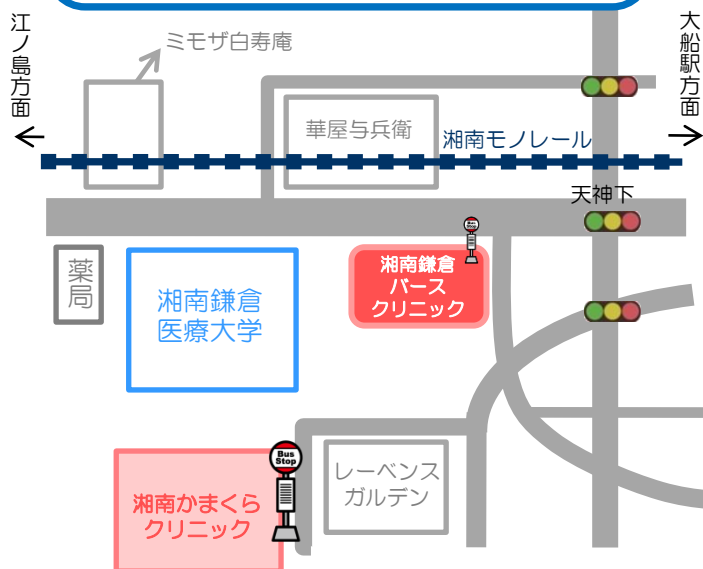 江ノ島方面
大船駅方面
ミモザ白寿庵
華屋与兵衛
湘南モノレール
天神下
Bus
Stop
薬局
湘南鎌倉
医療大学
湘南鎌倉
バース
クリニック
Bus
Stop
湘南かまくら
クリニック
レーベンス
ガルデン